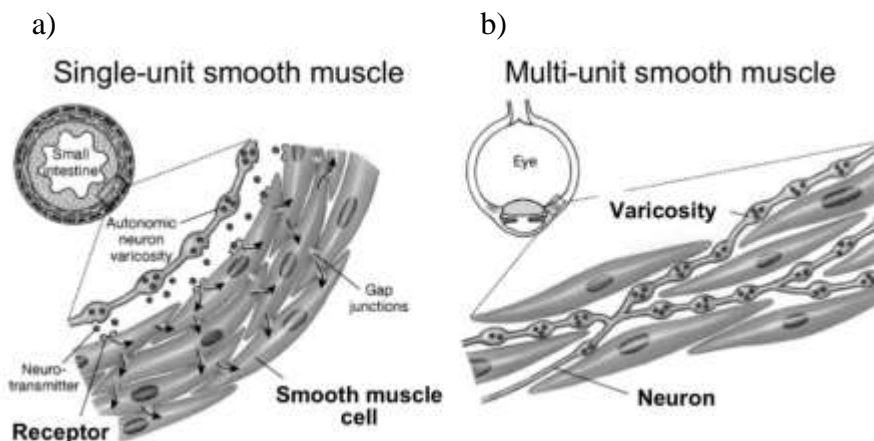 a)
Single-unit smooth muscle
Small
intestine
Autonomic
neuron
varicosity
Gap
junctions
Neuro-
transmitter
Receptor
Smooth muscle
cell
b)
Multi-unit smooth muscle
Eye
Varicosity
Neuron